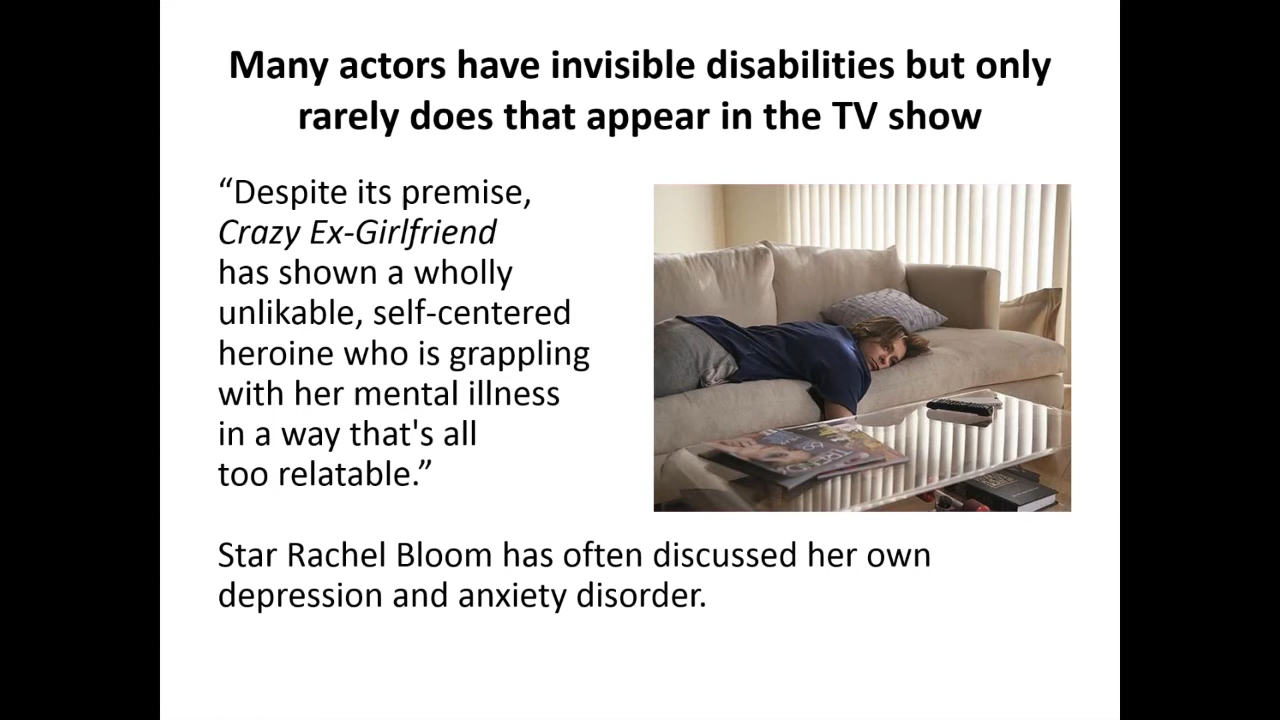 Many actors have invisible disabilities but only
rarely does that appear in the TV show
“Despite its premise,
Crazy Ex-Girlfriend
has shown a wholly
unlikable, self-centered
heroine who is grappling
with her mental illness
in a way that's all
too relatable.”
TREND
Star Rachel Bloom has often discussed her own
depression and anxiety disorder.